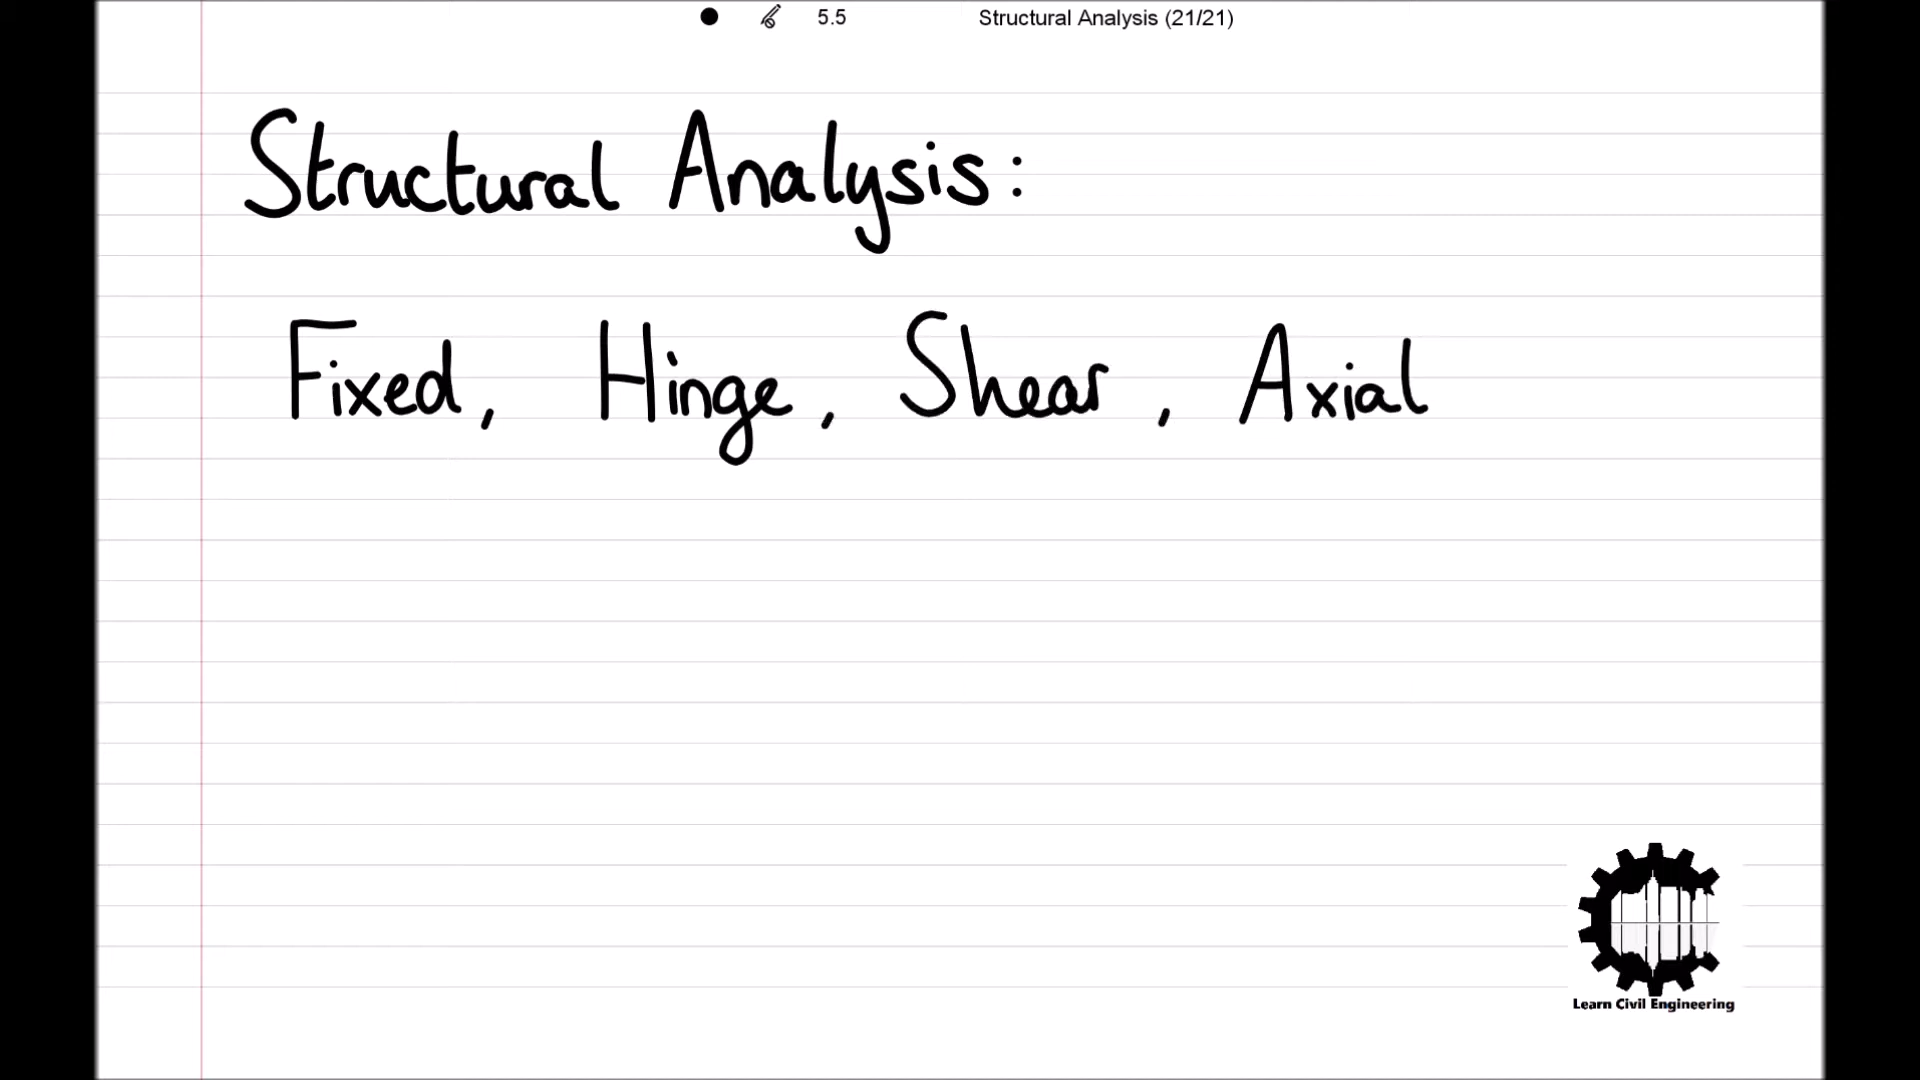 5.5 Structural Analysis (21/21)
Structural Analysis:
Fixed, Hinge, Shear, Axial
Learn Civil Engineering